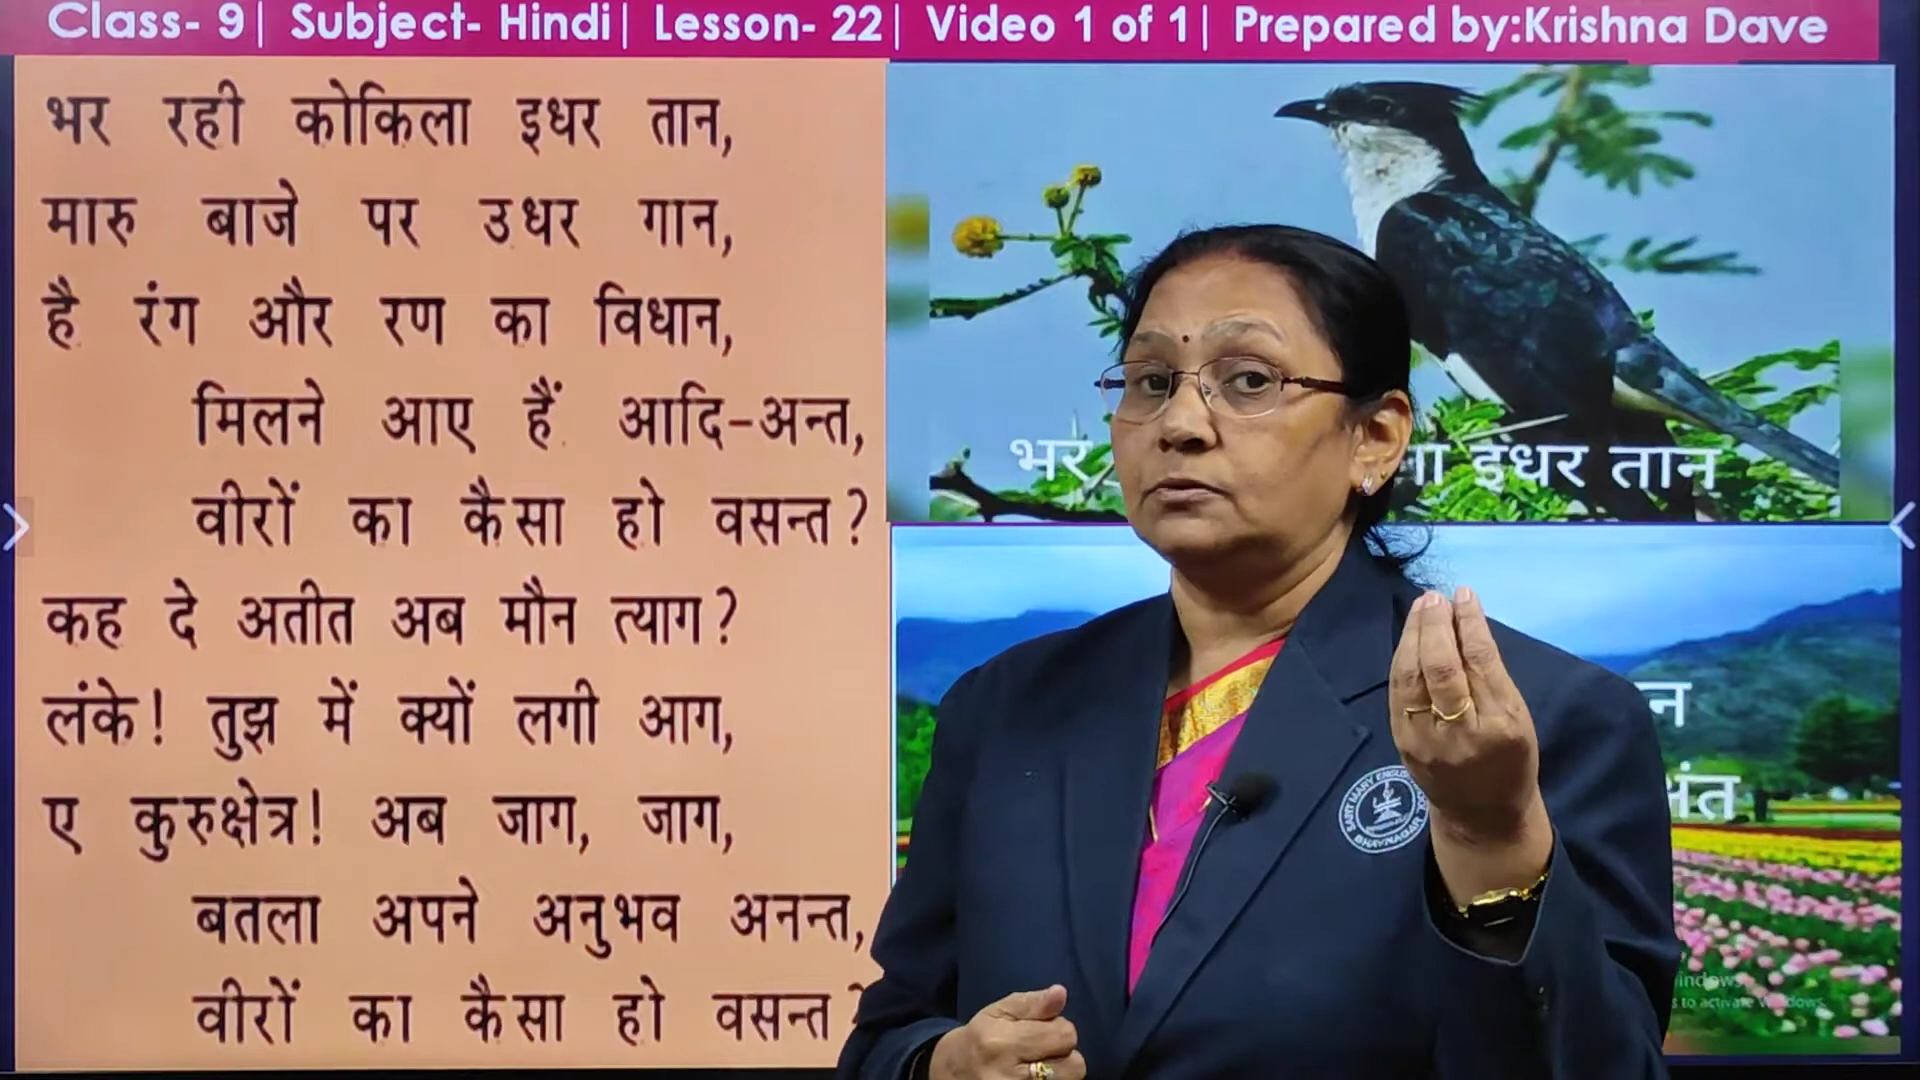 Class- 9| Subject- Hindi| Lesson- 22| Video 1 of 1| Prepared by:Krishna Dave
भर रही कोकिला इधर तान,
मारु बाजे पर उधर गान,
है रंग और रण का विधान,
मिलने आए हैं आदि-अन्त,
वीरों का कैसा हो वसन्त?
कह दे अतीत अब मौन त्याग?
लंके! तुझ में क्यों लगी आग,
ए कुरुक्षेत्र! अब जाग, जाग,
बतला अपने अनुभव अनन्त,
वीरों का कैसा हो वसन्त?
भर इधर तान
BHAVNAGAR